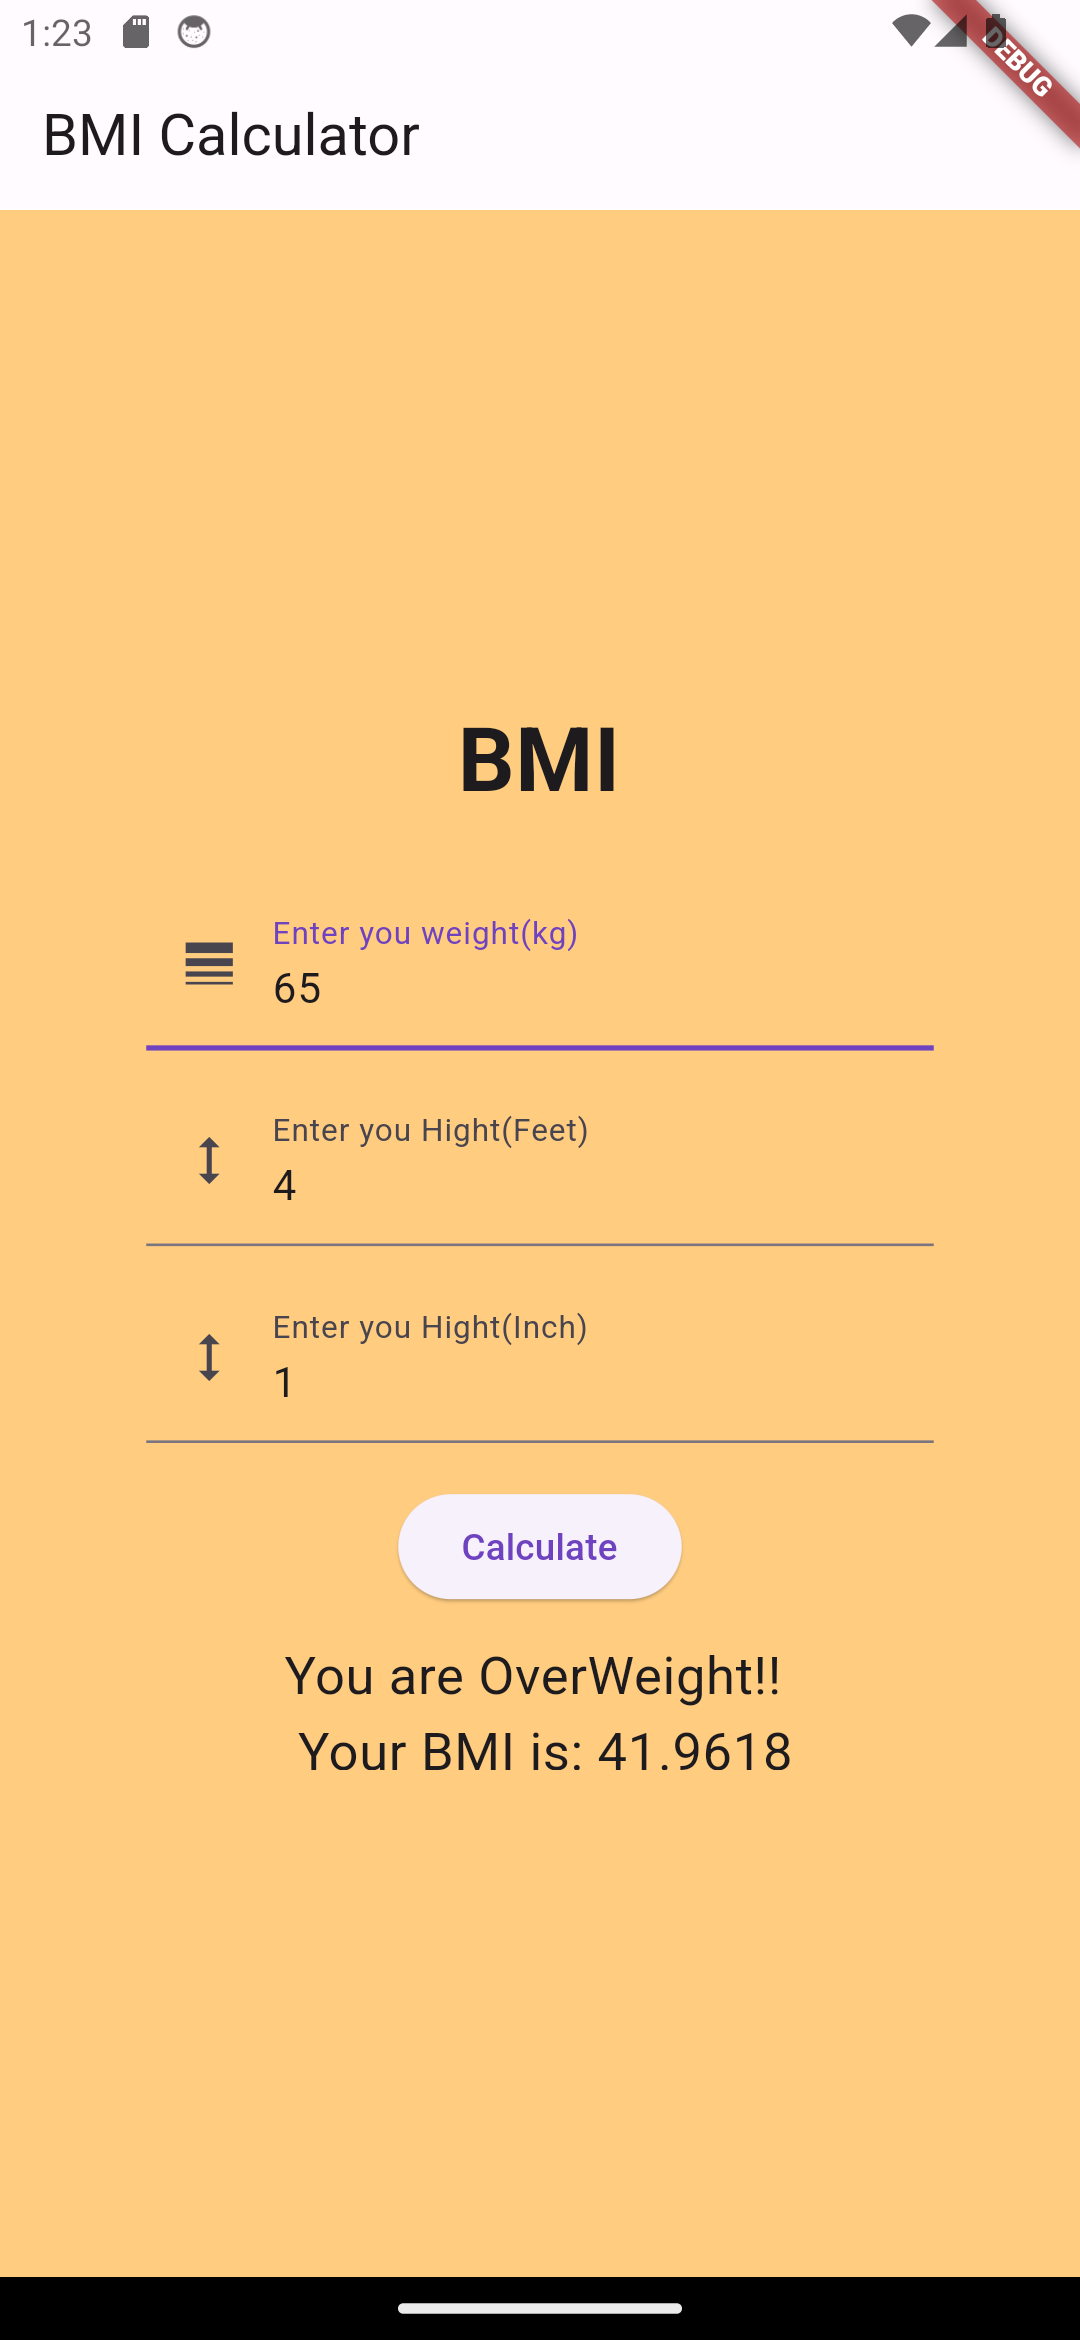 1:23
DEBUG
BMI Calculator
BMI
Enter you weight(kg)
65
Enter you Hight(Feet)
4
Enter you Hight(Inch)
1
Calculate
You are OverWeight!!
Your BMI is: 41.9618